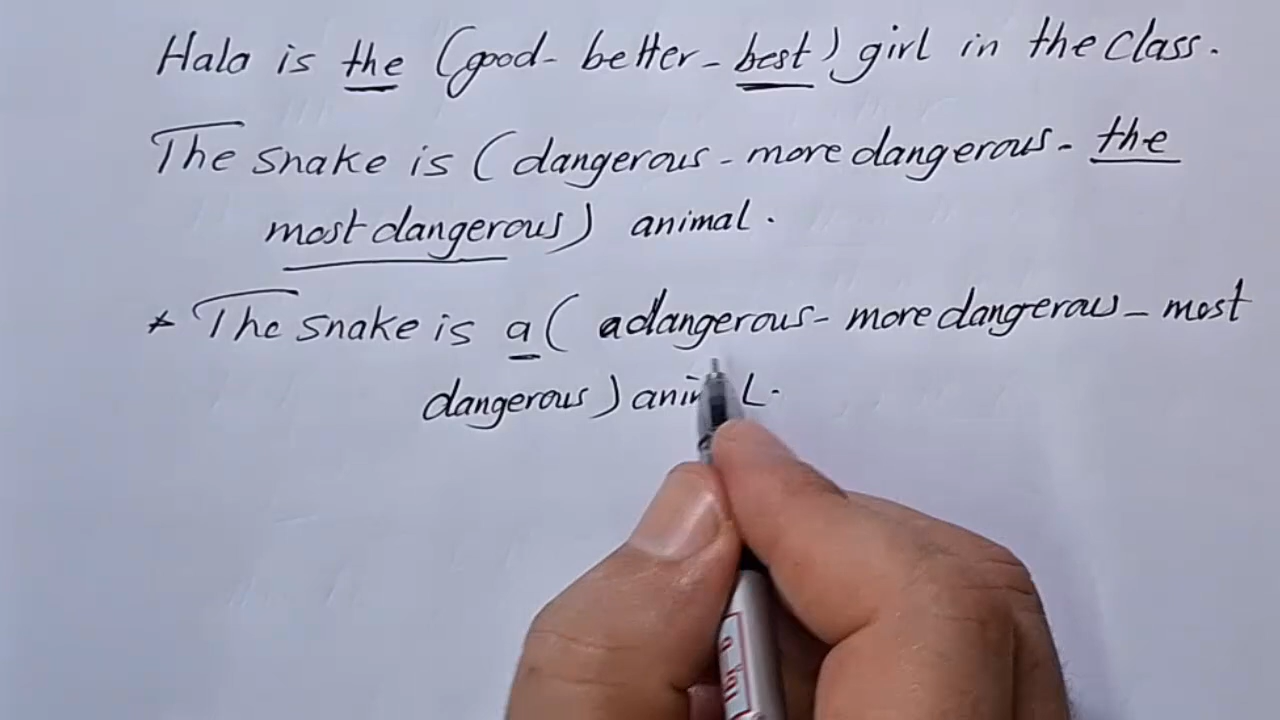 Hala is the (good - better - best) girl in the class.
The snake is (dangerous - more dangerous - the
most dangerous) animal.
* The snake is a ( adangerous - more dangerous - most
dangerous) animal.